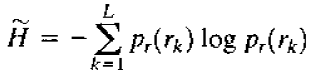 H̃ = −∑_{k=1}^{L} p_r(r_k) log p_r(r_k)